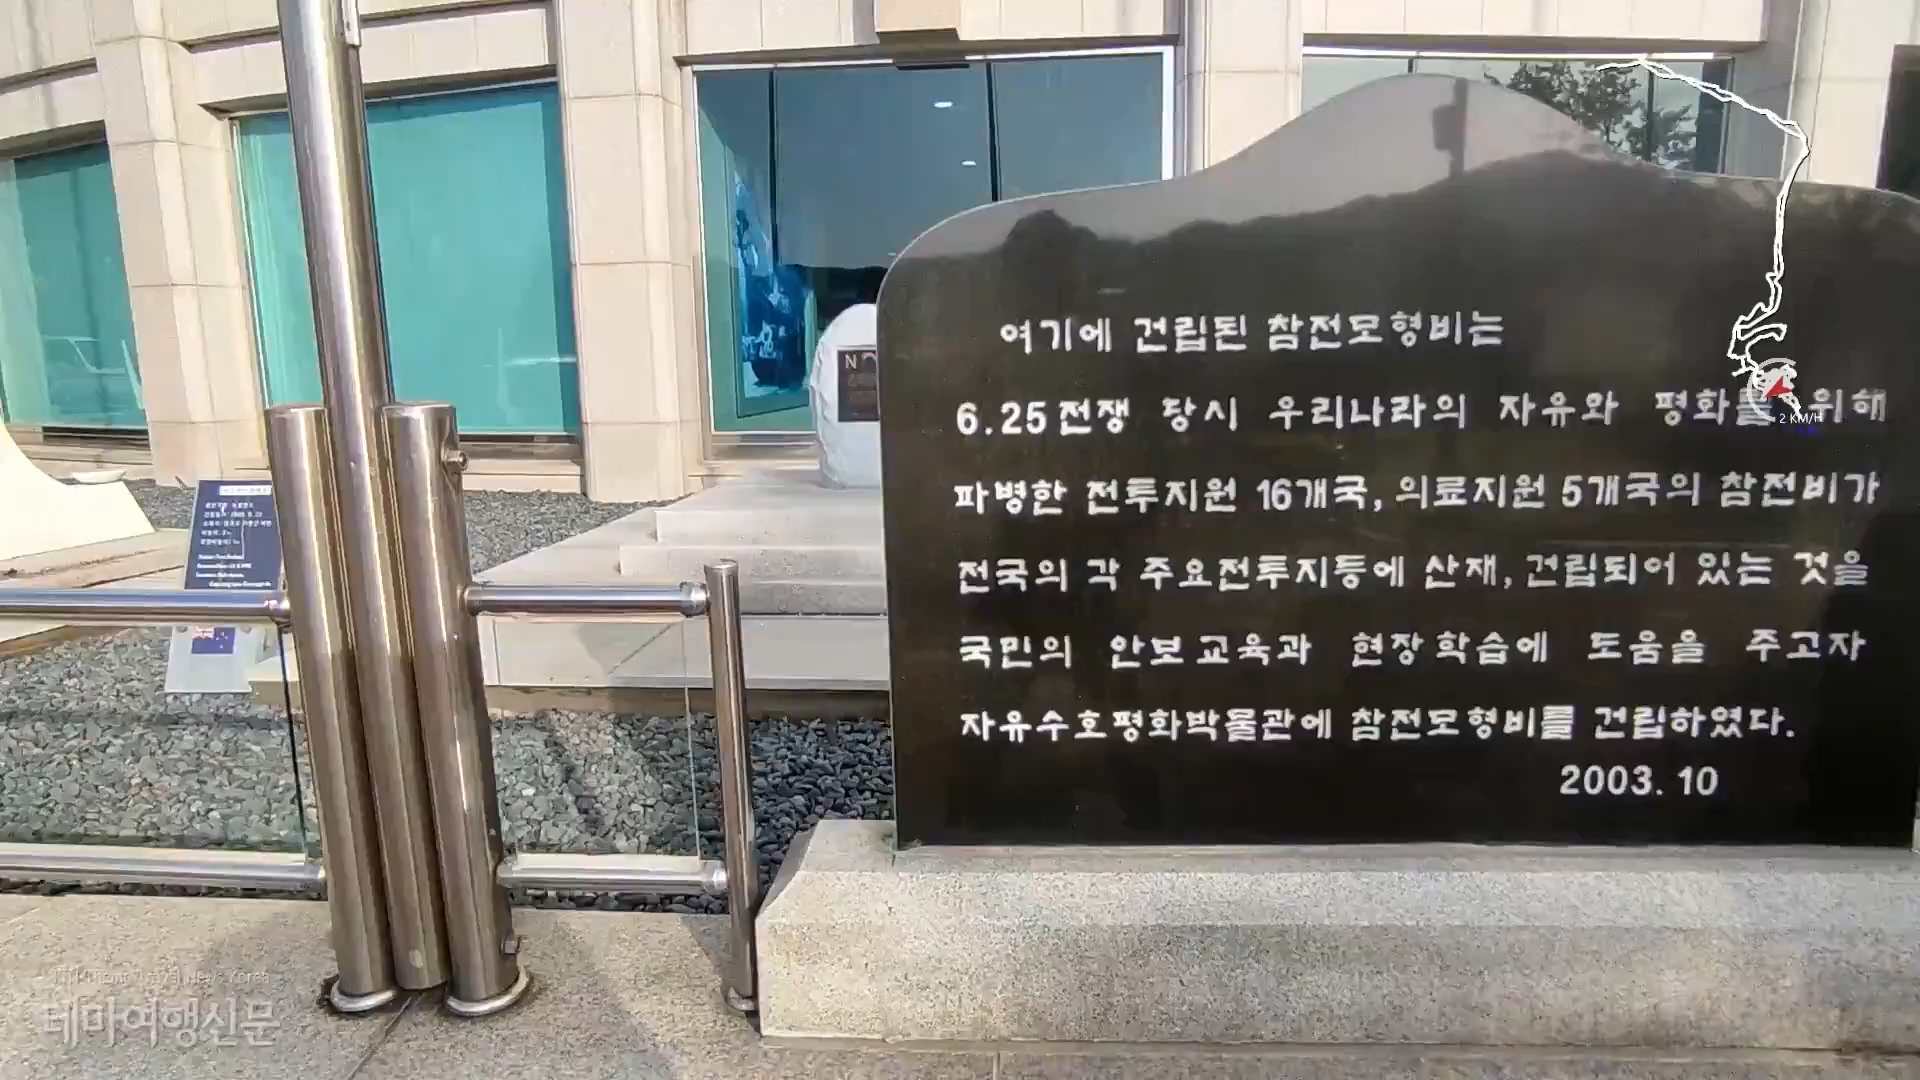 여기에 건립된 참전모형비는
6.25전쟁 당시 우리나라의 자유와 평화를 위해
파병한 전투지원 16개국, 의료지원 5개국의 참전비가
전국의 각 주요전투지등에 산재, 건립되어 있는 것을
국민의 안보교육과 현장학습에 도움을 주고자
자유수호평화박물관에 참전모형비를 건립하였다.
2003. 10
2 KM/H
N
테마여행신문